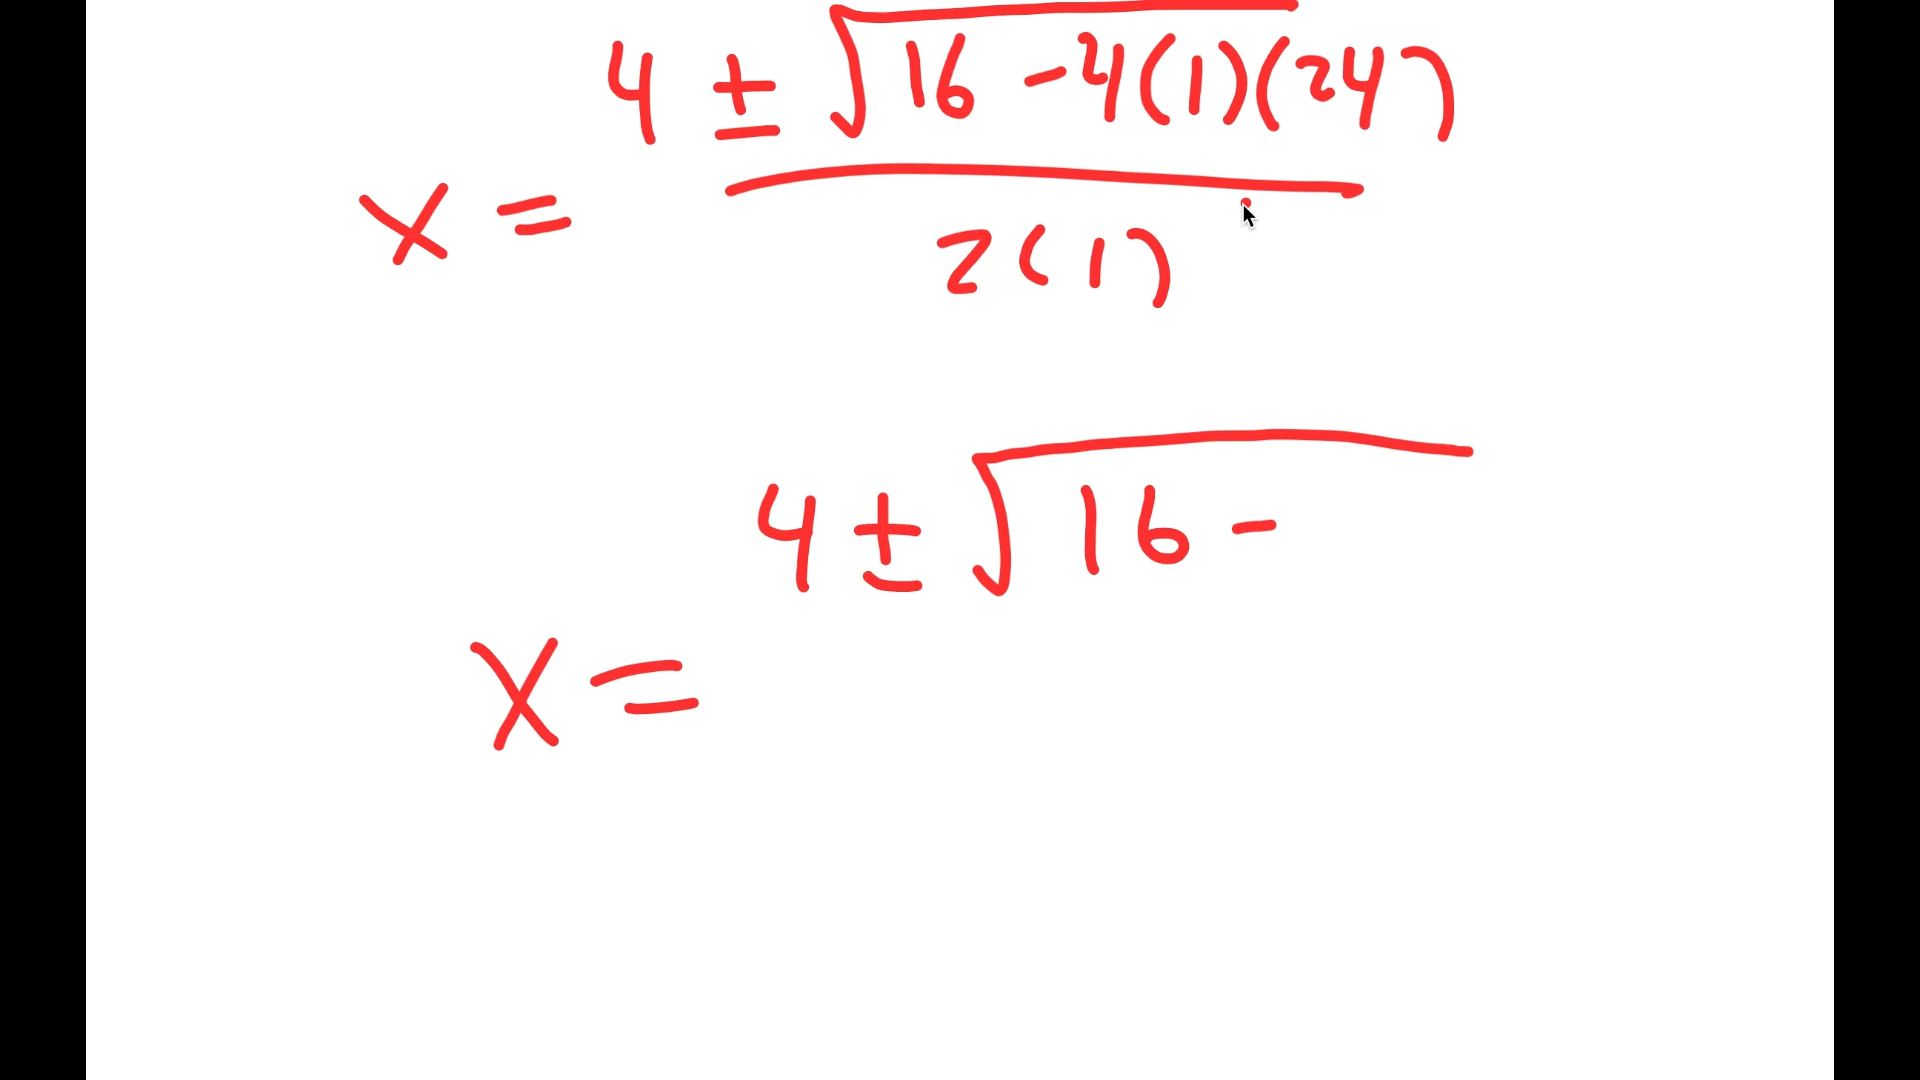 4 ± √16 - 4(1)(24)
x =
2(1)
4 ± √16 -
x =